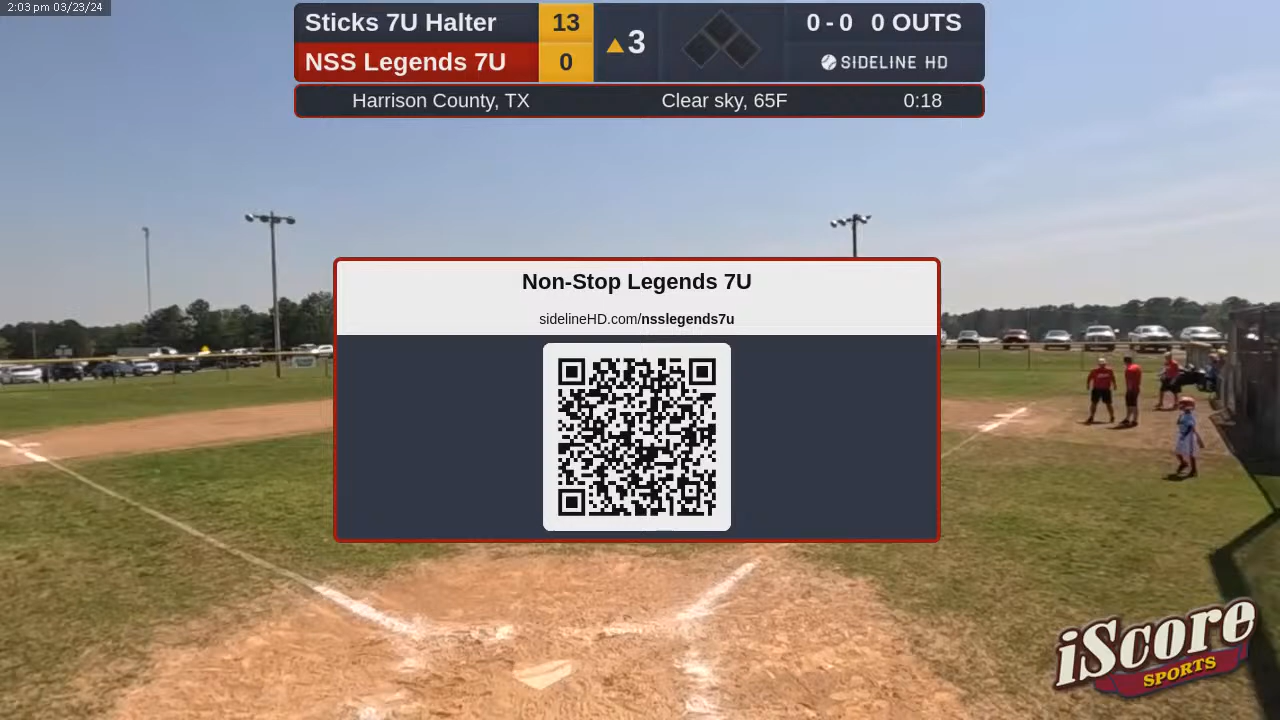 2:03 pm 03/23/24
Sticks 7U Halter 13
NSS Legends 7U 0
▲3
0 - 0 0 OUTS
SIDELINE HD
Harrison County, TX Clear sky, 65F 0:18
Non-Stop Legends 7U
sidelineHD.com/nsslegends7u
iScore
SPORTS